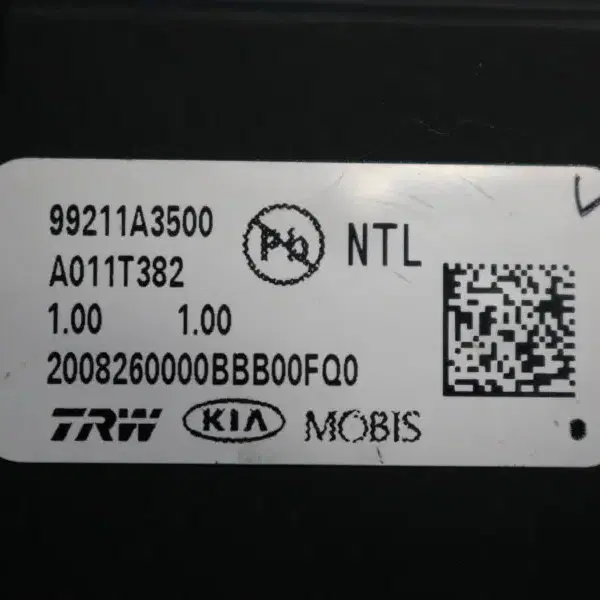 99211A3500
Pb
NTL
A011T382
1.00 1.00
2008260000BBB00FQ0
TRW KIA MOBIS